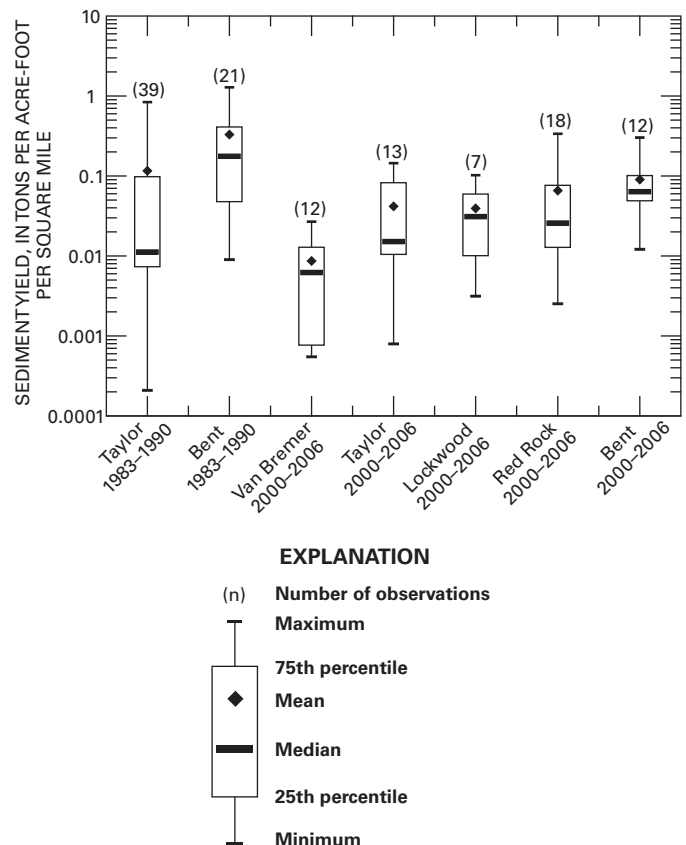 SEDIMENT YIELD, IN TONS PER ACRE-FOOT
PER SQUARE MILE
10
1
0.1
0.01
0.001
0.0001
(39)
(21)
(12)
(13)
(7)
(18)
(12)
Taylor
1983–1990
Bent
1983–1990
Van Bremer
2000–2006
Taylor
2000–2006
Lockwood
2000–2006
Red Rock
2000–2006
Bent
2000–2006
EXPLANATION
(n) Number of observations
Maximum
75th percentile
Mean
Median
25th percentile
Minimum